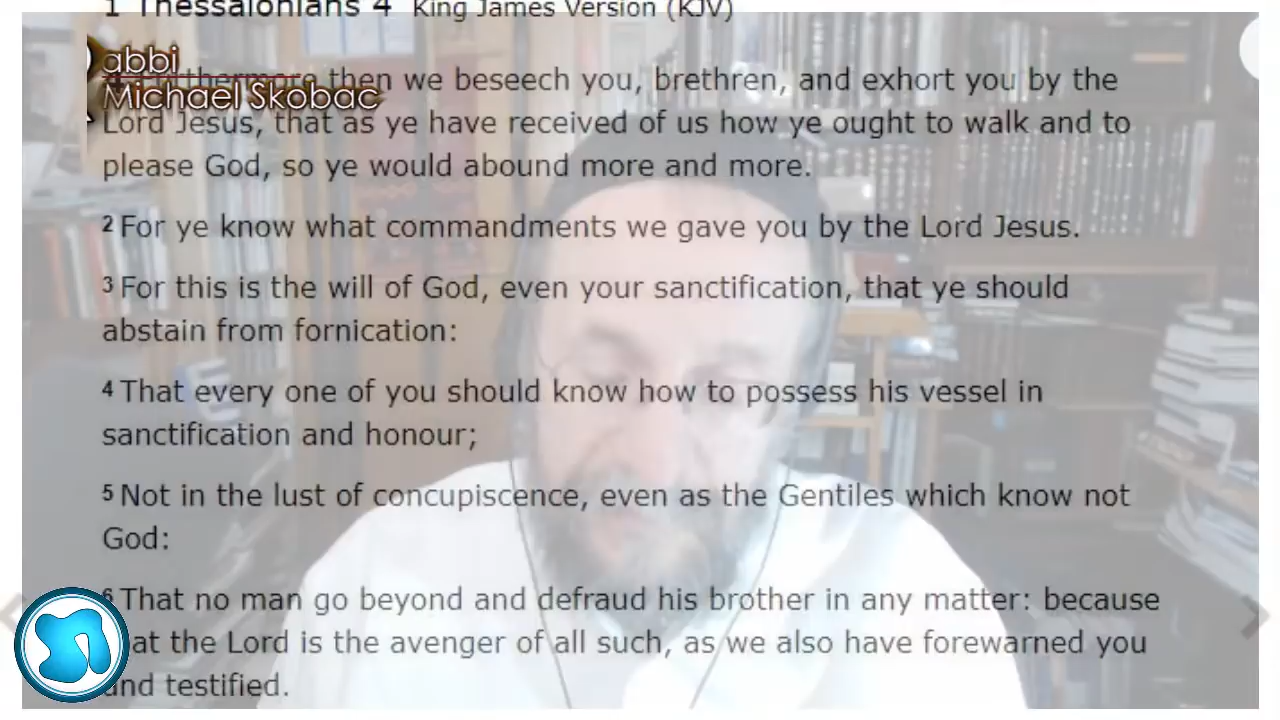 1 Thessalonians 4 King James Version (KJV)
abbi
Michael Skobac
then we beseech you, brethren, and exhort you by the
Lord Jesus, that as ye have received of us how ye ought to walk and to
please God, so ye would abound more and more.
2 For ye know what commandments we gave you by the Lord Jesus.
3 For this is the will of God, even your sanctification, that ye should
abstain from fornication:
4 That every one of you should know how to possess his vessel in
sanctification and honour;
5 Not in the lust of concupiscence, even as the Gentiles which know not
God:
6 That no man go beyond and defraud his brother in any matter: because
at the Lord is the avenger of all such, as we also have forewarned you
and testified.